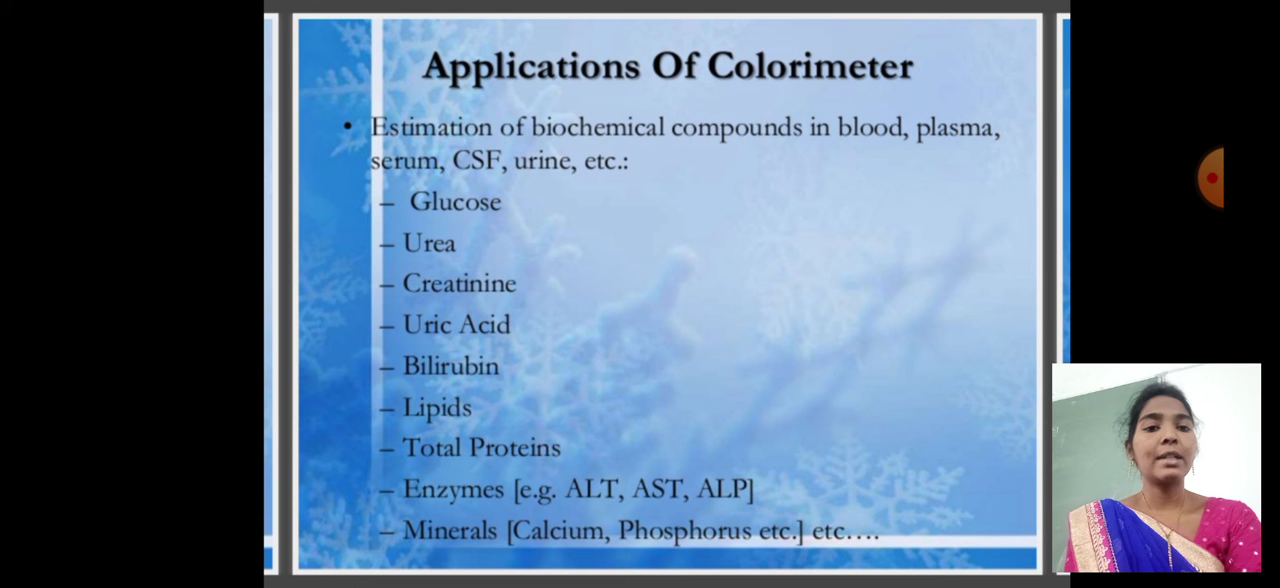 Applications Of Colorimeter
• Estimation of biochemical compounds in blood, plasma,
serum, CSF, urine, etc.:
– Glucose
– Urea
– Creatinine
– Uric Acid
– Bilirubin
– Lipids
– Total Proteins
– Enzymes [e.g. ALT, AST, ALP]
– Minerals [Calcium, Phosphorus etc.] etc….